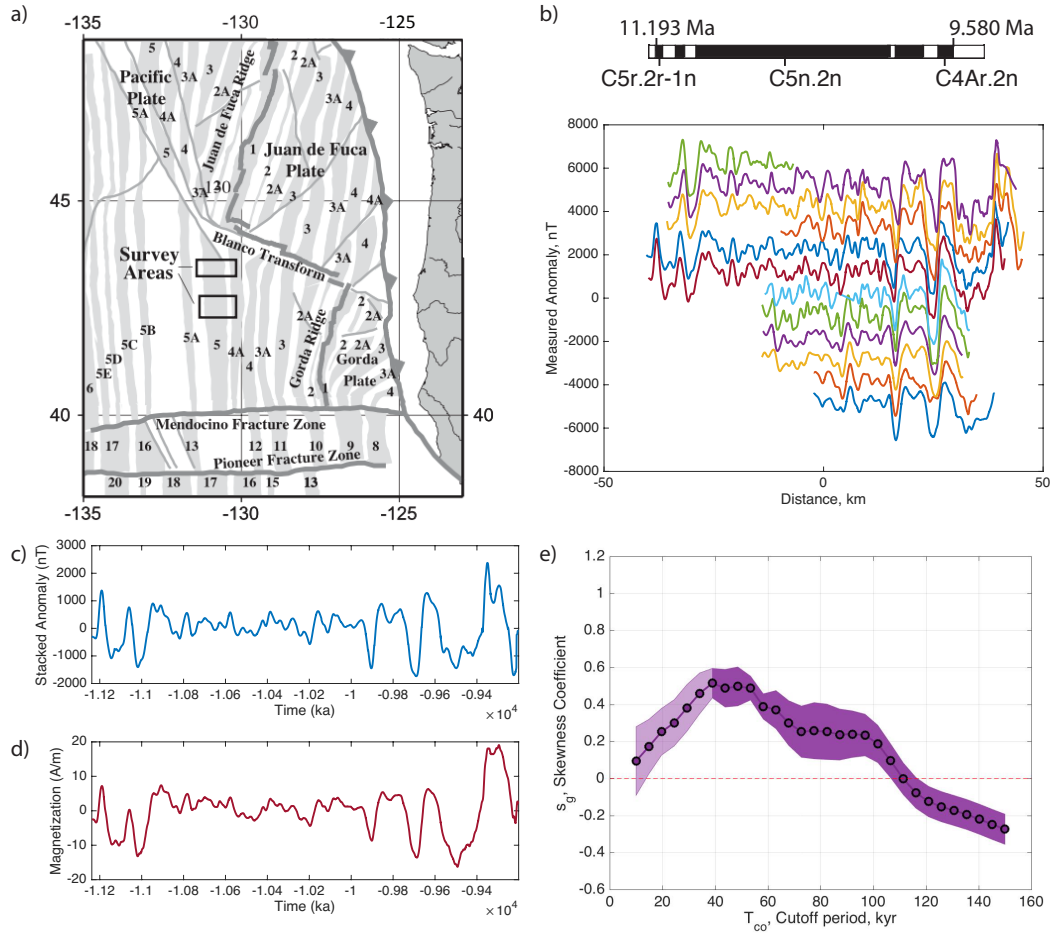 a)
-135
-130
-125
Pacific
Plate
Juan de Fuca Ridge
Juan de Fuca
Plate
5
4
3A
3
2A
5A
4A
5
4
3A
130
2
2A
3
3A
4
1
2
2A
3
4
3A
4A
45
3
4
3A
Blanco Transform
Survey
Areas
2
2A
2A
5B
5C
5A
5D
5E
6
5
4A
3A
3
4
2
2A
3
Gorda Ridge
Gorda
Plate
3A
4
2
1
40
40
Mendocino Fracture Zone
18
17
16
13
12
11
10
9
8
Pioneer Fracture Zone
20
19
18
17
16
15
13
-135
-130
-125
b)
11.193 Ma
9.580 Ma
C5r.2r-1n
C5n.2n
C4Ar.2n
8000
6000
4000
2000
0
-2000
-4000
-6000
-8000
Measured Anomaly, nT
-50
0
50
Distance, km
c)
3000
2000
1000
0
-1000
-2000
Stacked Anomaly (nT)
-1.12
-1.1
-1.08
-1.06
-1.04
-1.02
-1
-0.98
-0.96
-0.94
Time (ka)
× 10⁴
d)
20
10
0
-10
-20
Magnetization (A/m)
-1.12
-1.1
-1.08
-1.06
-1.04
-1.02
-1
-0.98
-0.96
-0.94
Time (ka)
× 10⁴
e)
1.2
1
0.8
0.6
0.4
0.2
0
-0.2
-0.4
-0.6
s_g, Skewness Coefficient
0
20
40
60
80
100
120
140
160
T_co, Cutoff period, kyr